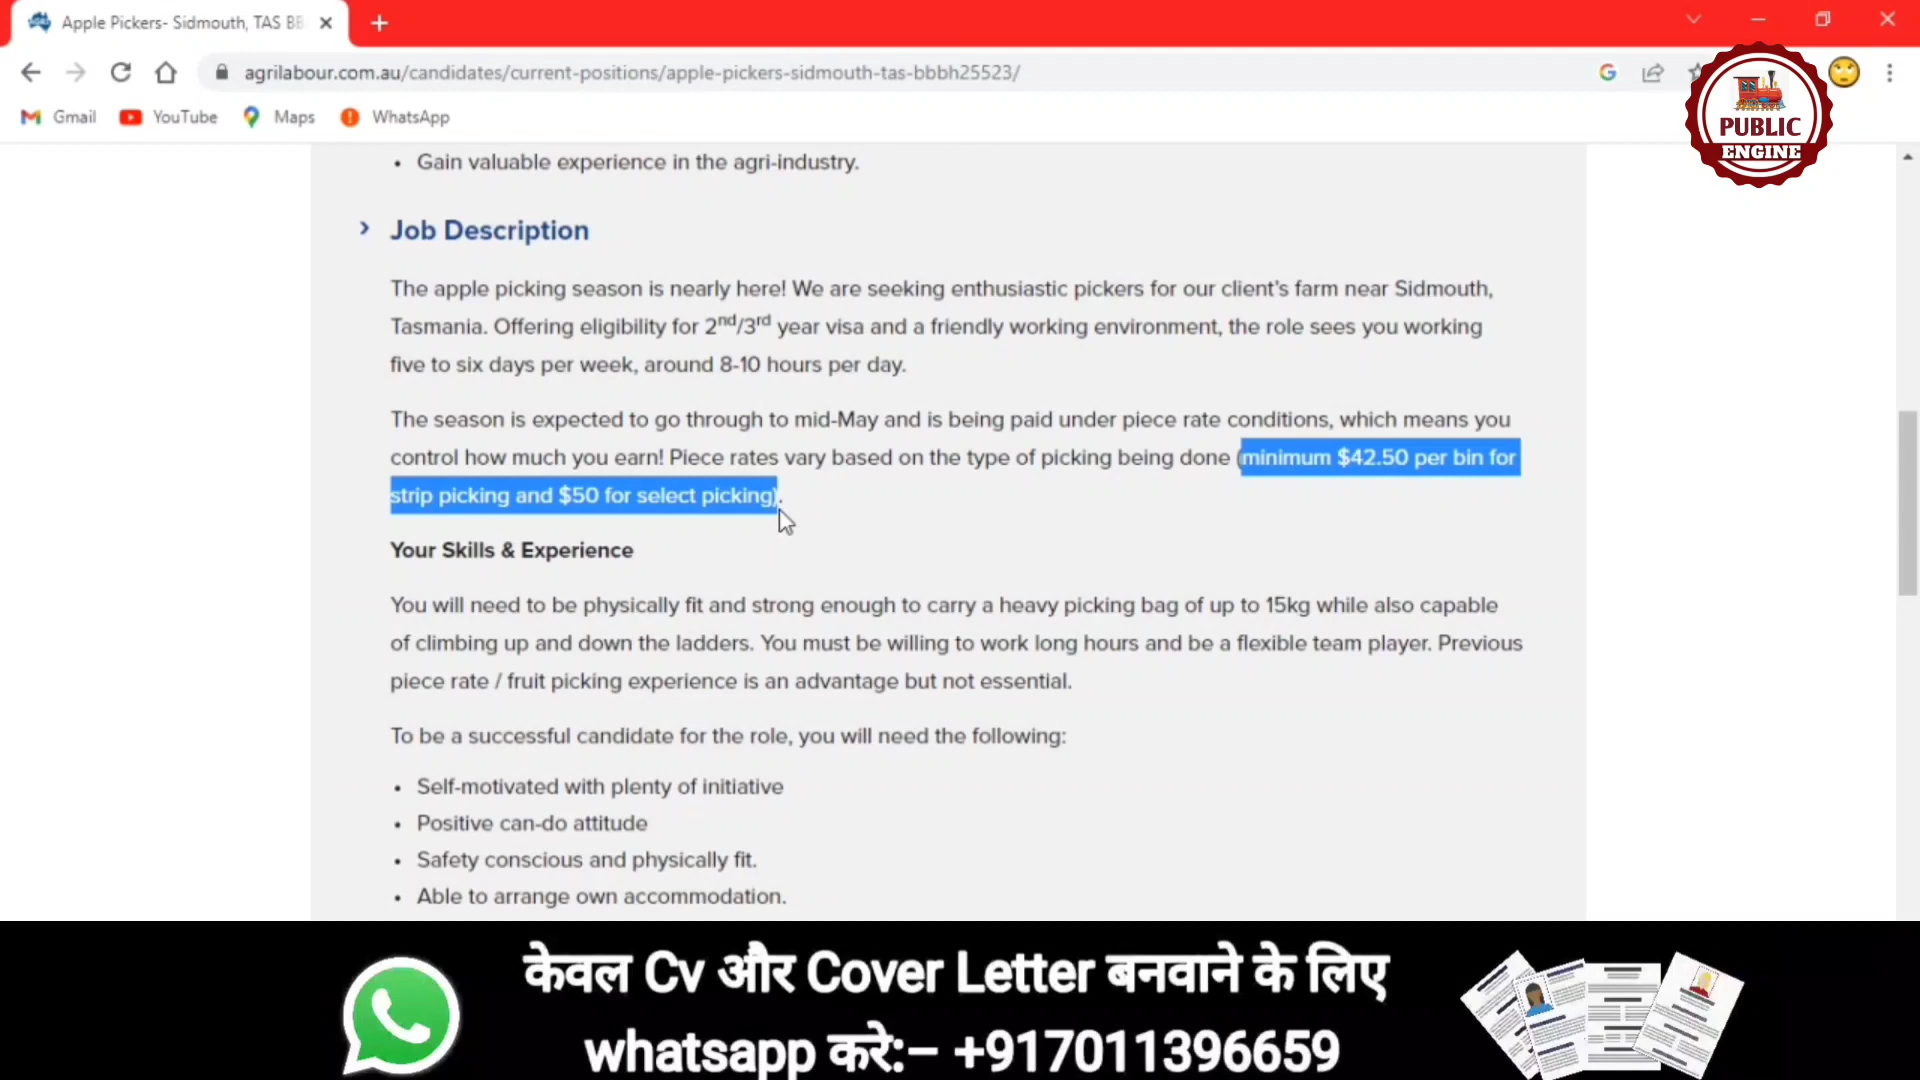 Apple Pickers- Sidmouth, TAS BB
agrilabour.com.au/candidates/current-positions/apple-pickers-sidmouth-tas-bbbh25523/
Gmail YouTube Maps WhatsApp
PUBLIC
ENGINE
• Gain valuable experience in the agri-industry.
Job Description
The apple picking season is nearly here! We are seeking enthusiastic pickers for our client's farm near Sidmouth,
Tasmania. Offering eligibility for 2nd/3rd year visa and a friendly working environment, the role sees you working
five to six days per week, around 8-10 hours per day.
The season is expected to go through to mid-May and is being paid under piece rate conditions, which means you
control how much you earn! Piece rates vary based on the type of picking being done (minimum $42.50 per bin for
strip picking and $50 for select picking).
Your Skills & Experience
You will need to be physically fit and strong enough to carry a heavy picking bag of up to 15kg while also capable
of climbing up and down the ladders. You must be willing to work long hours and be a flexible team player. Previous
piece rate / fruit picking experience is an advantage but not essential.
To be a successful candidate for the role, you will need the following:
• Self-motivated with plenty of initiative
• Positive can-do attitude
• Safety conscious and physically fit.
• Able to arrange own accommodation.
केवल Cv और Cover Letter बनवाने के लिए
whatsapp करे:– +917011396659